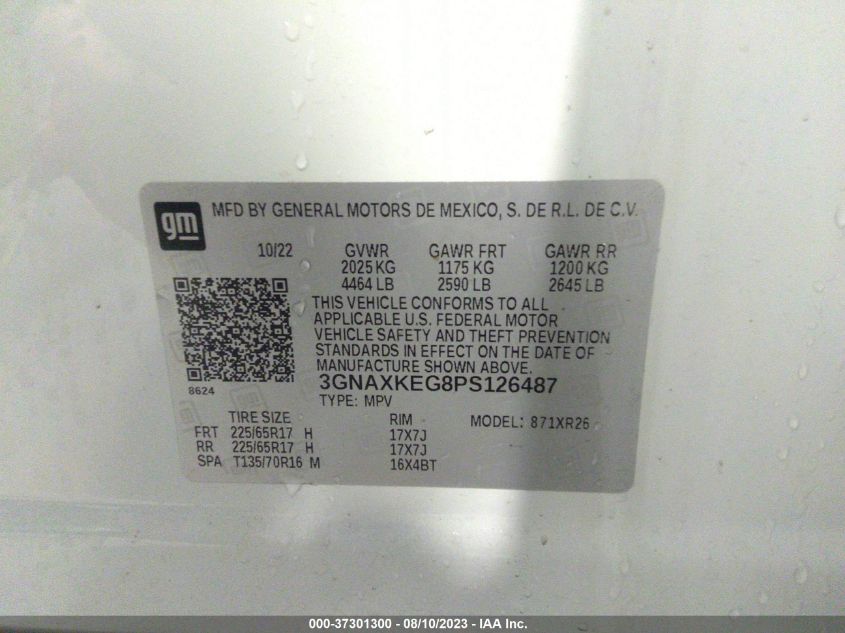 gm
MFD BY GENERAL MOTORS DE MEXICO, S. DE R.L. DE C.V.
10/22 GVWR GAWR FRT GAWR RR
2025 KG 1175 KG 1200 KG
4464 LB 2590 LB 2645 LB
THIS VEHICLE CONFORMS TO ALL
APPLICABLE U.S. FEDERAL MOTOR
VEHICLE SAFETY AND THEFT PREVENTION
STANDARDS IN EFFECT ON THE DATE OF
MANUFACTURE SHOWN ABOVE.
8624
3GNAXKEG8PS126487
TYPE: MPV
TIRE SIZE RIM MODEL: 871XR26
FRT 225/65R17 H 17X7J
RR 225/65R17 H 17X7J
SPA T135/70R16 M 16X4BT
000-37301300 - 08/10/2023 - IAA Inc.